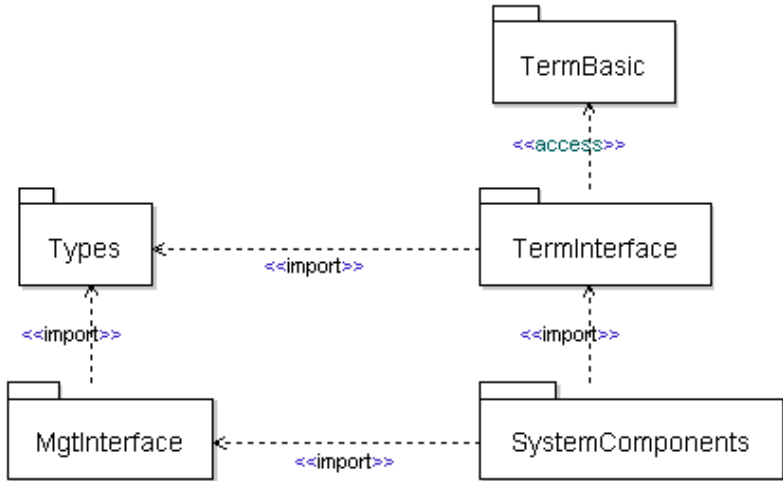 TermBasic
<<access>>
Types
TermInterface
<<import>>
<<import>>
<<import>>
MgtInterface
SystemComponents
<<import>>